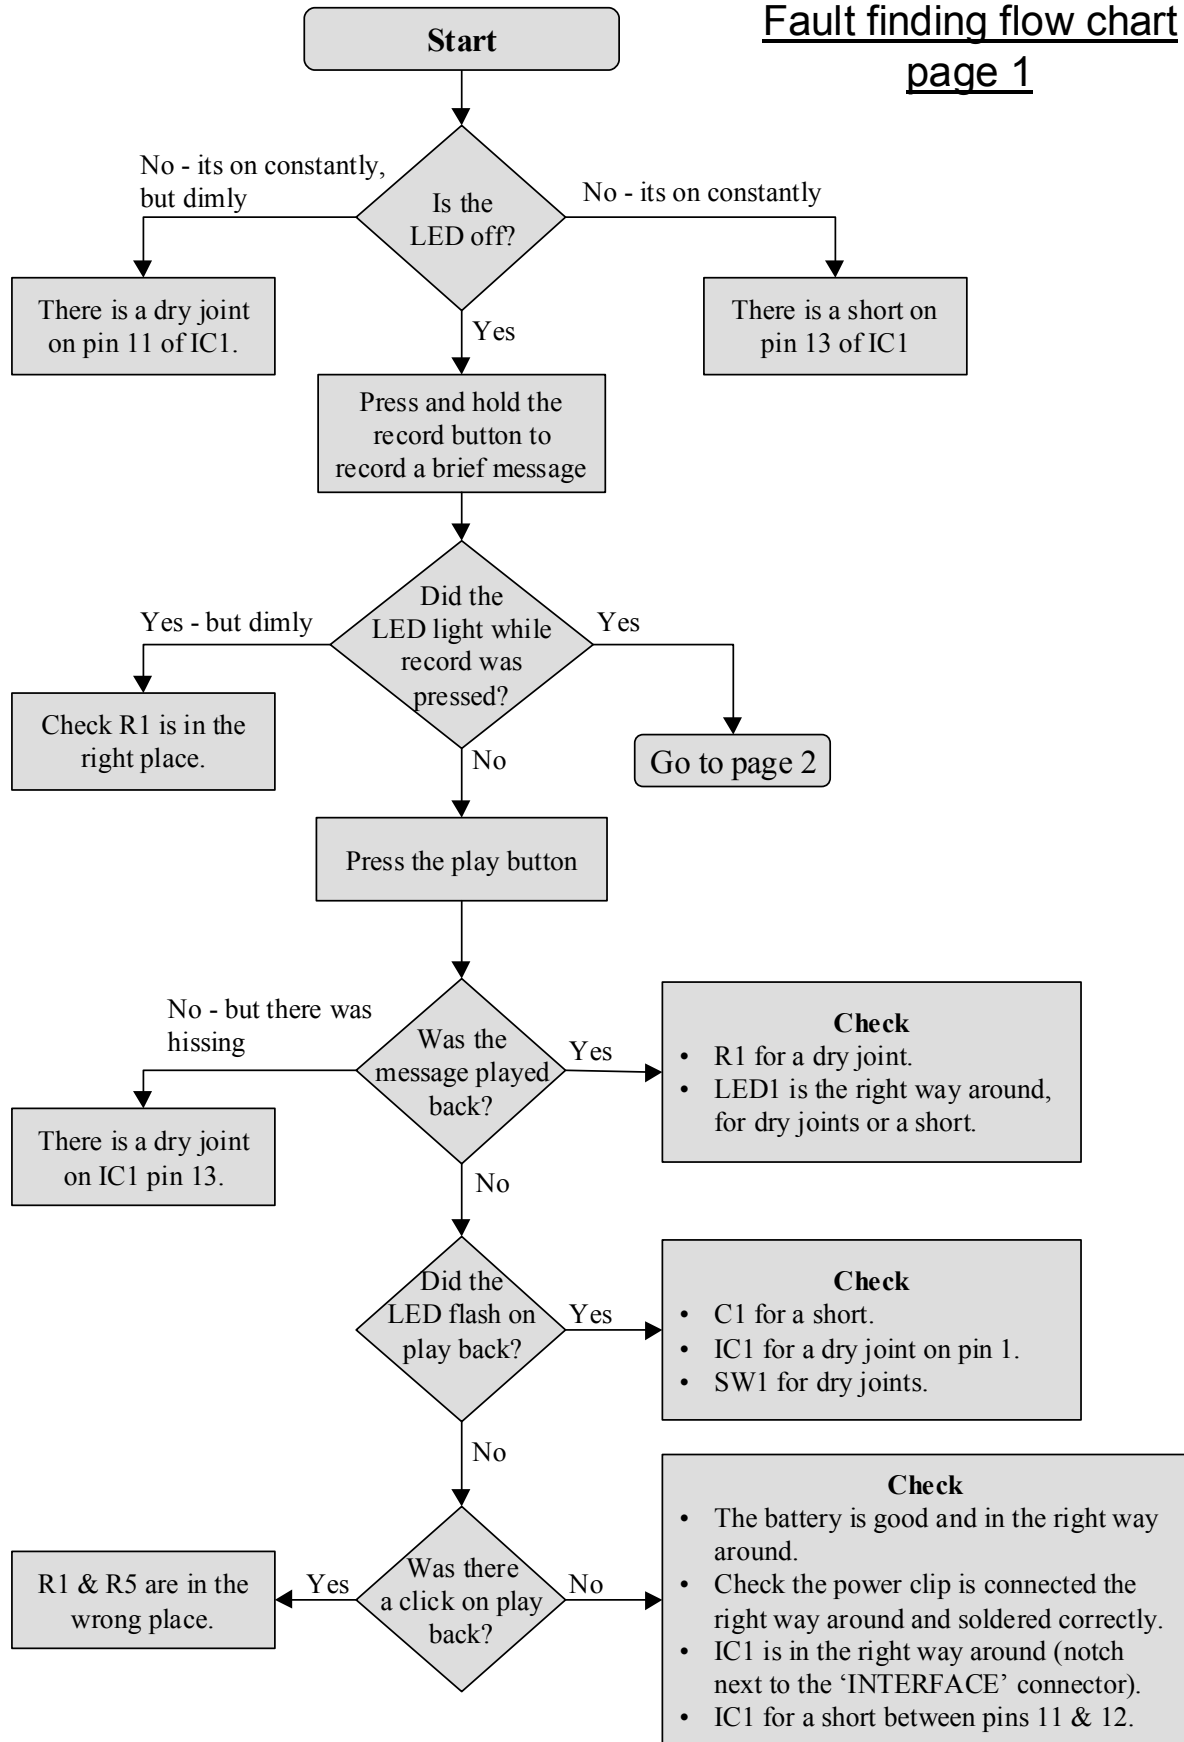 Fault finding flow chart
page 1
Start
No - its on constantly,
but dimly
Is the
LED off?
No - its on constantly
There is a dry joint
on pin 11 of IC1.
Yes
There is a short on
pin 13 of IC1
Press and hold the
record button to
record a brief message
Yes - but dimly
Did the
LED light while
record was
pressed?
Yes
Check R1 is in the
right place.
No
Go to page 2
Press the play button
No - but there was
hissing
Was the
message played
back?
Yes
Check
• R1 for a dry joint.
• LED1 is the right way around,
for dry joints or a short.
There is a dry joint
on IC1 pin 13.
No
Did the
LED flash on
play back?
Yes
Check
• C1 for a short.
• IC1 for a dry joint on pin 1.
• SW1 for dry joints.
No
R1 & R5 are in the
wrong place.
Yes
Was there
a click on play
back?
No
Check
• The battery is good and in the right way
around.
• Check the power clip is connected the
right way around and soldered correctly.
• IC1 is in the right way around (notch
next to the ‘INTERFACE’ connector).
• IC1 for a short between pins 11 & 12.